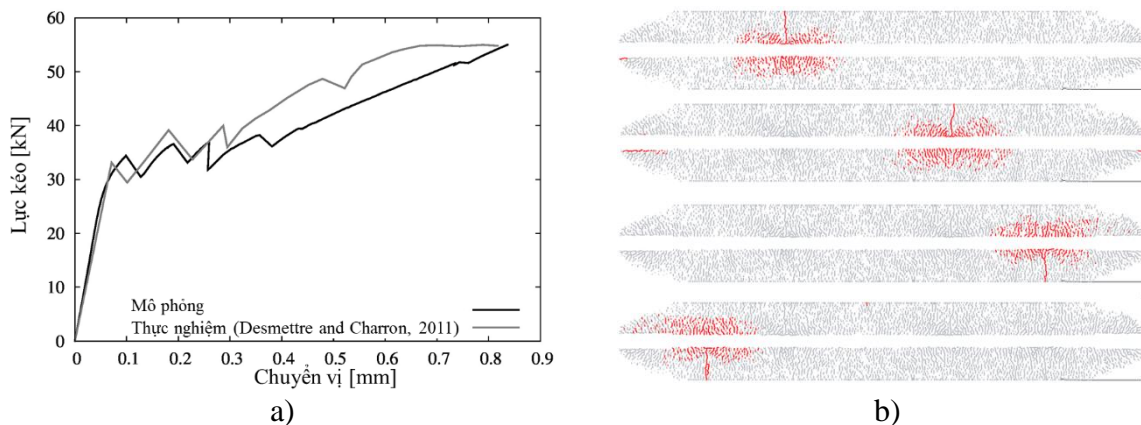 60
50
40
30
20
10
0
Lực kéo [kN]
Mô phỏng
Thực nghiệm (Desmettre and Charron, 2011)
0 0.1 0.2 0.3 0.4 0.5 0.6 0.7 0.8 0.9
Chuyển vị [mm]
a) b)